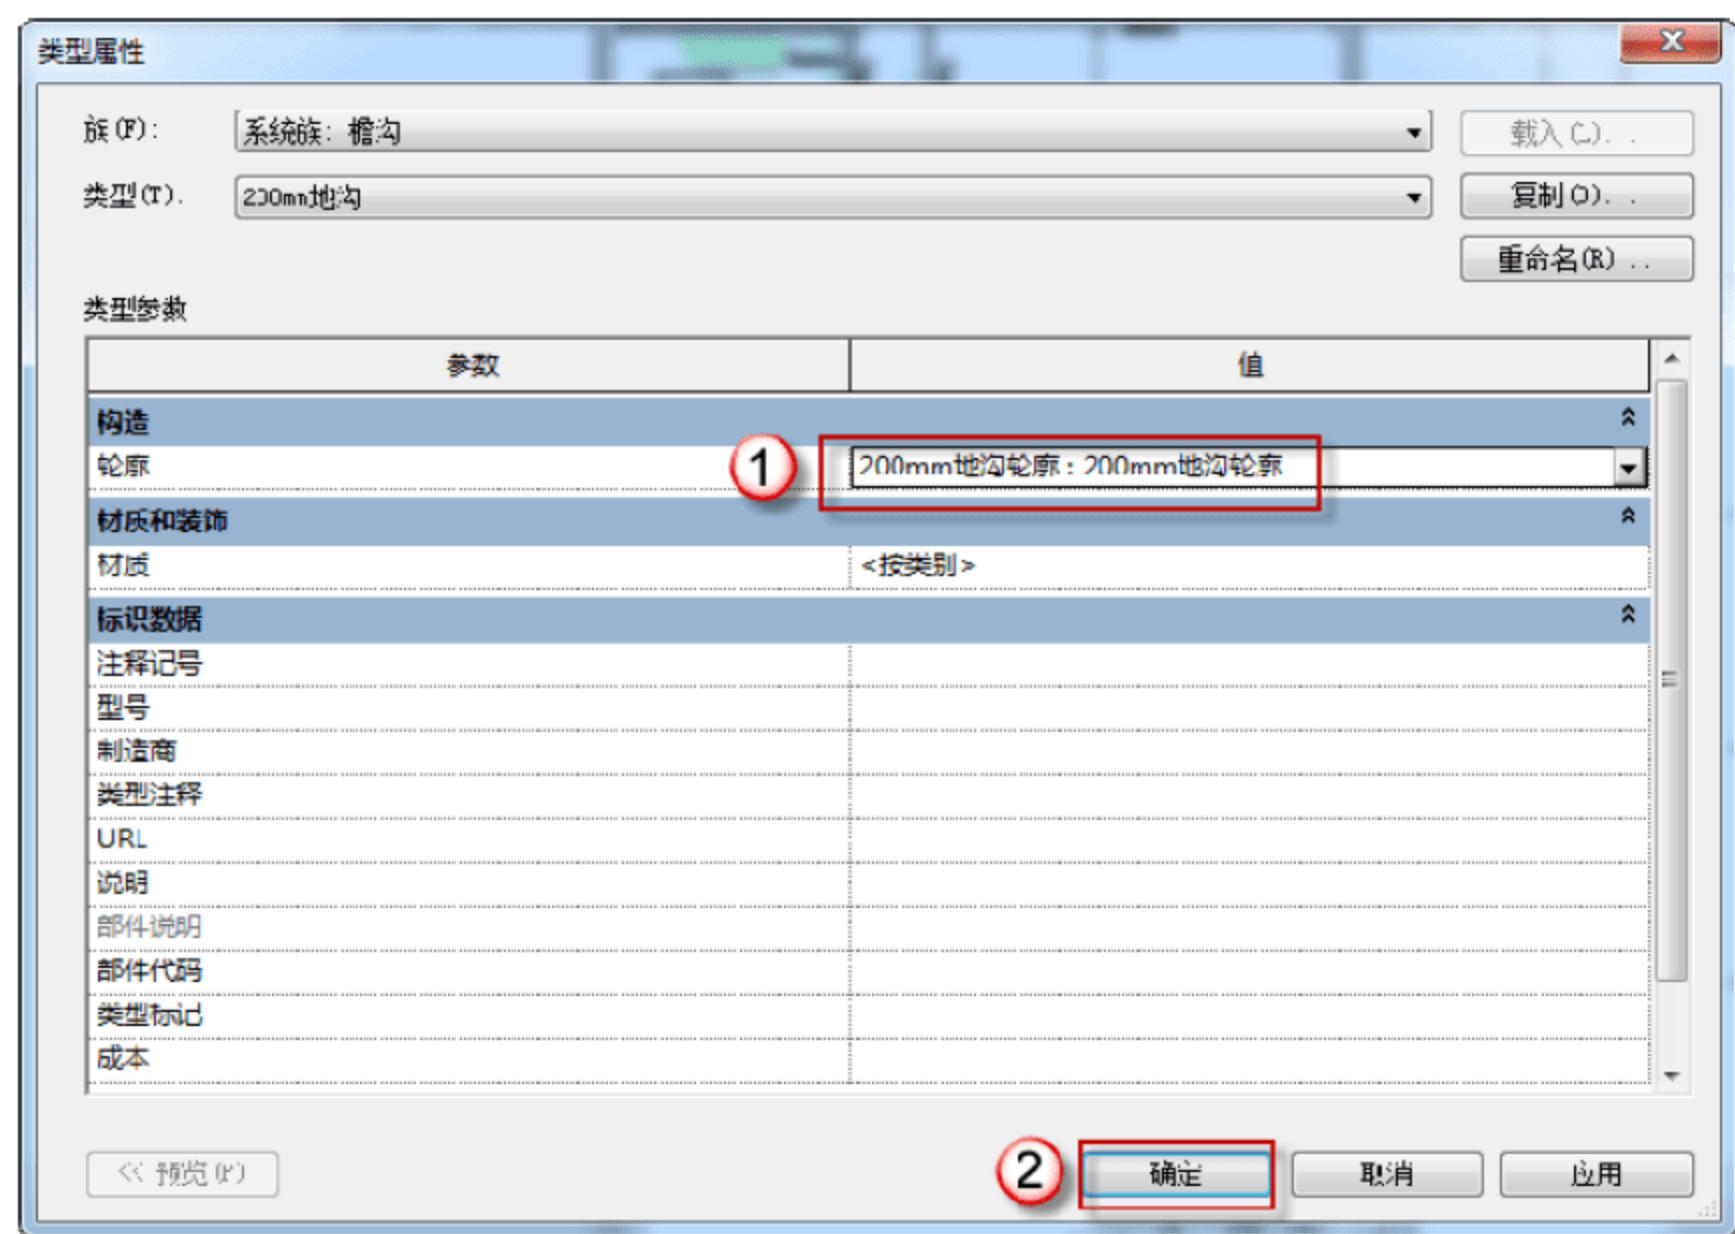 类型属性
族(F): 系统族: 檐沟 载入(L). .
类型(T). 200mm地沟 复制(D). .
重命名(R) . .
类型参数
参数 值
构造
1
轮廓 200mm地沟轮廓 : 200mm地沟轮廓
材质和装饰
材质 <按类别>
标识数据
注释记号
型号
制造商
类型注释
URL
说明
部件说明
部件代码
类型标记
成本
<< 预览(P) 2 确定 取消 应用